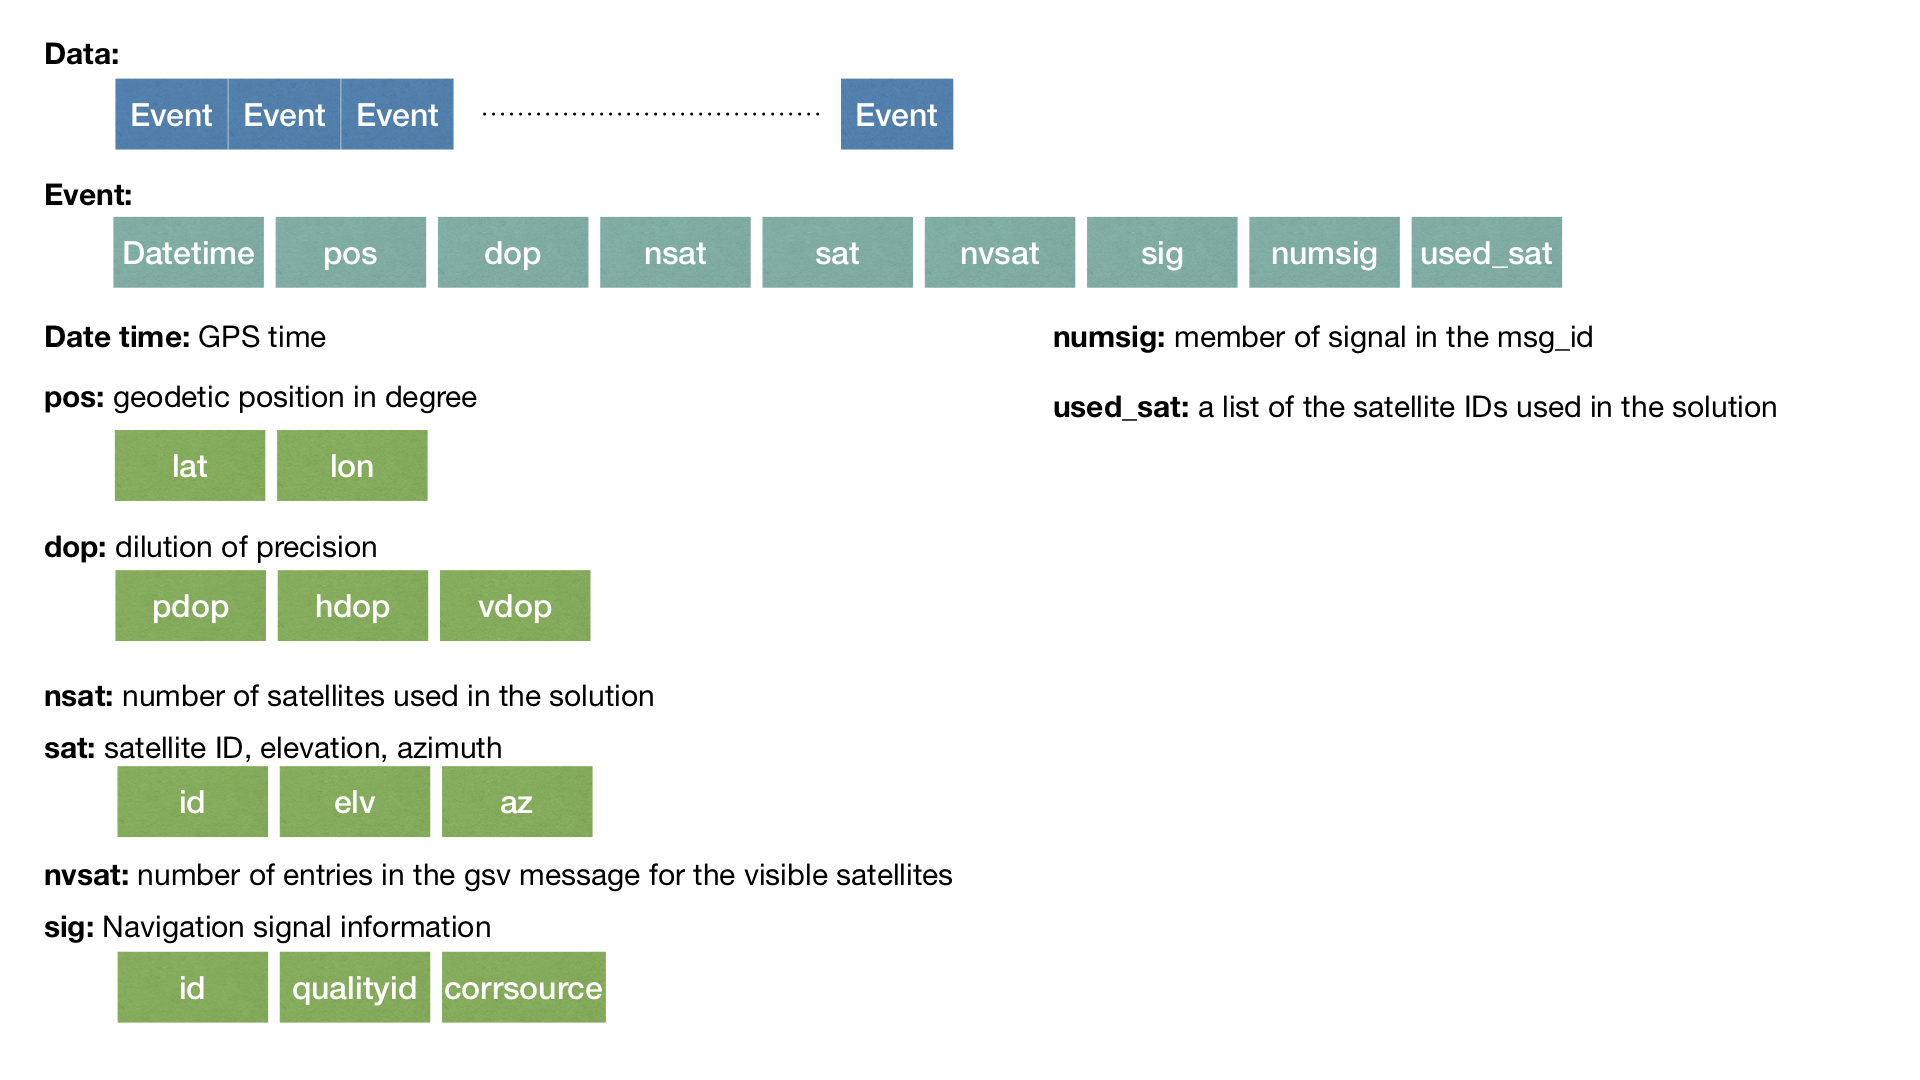 Data:
Event Event Event ...................................... Event
Event:
Datetime pos dop nsat sat nvsat sig numsig used_sat
Date time: GPS time
pos: geodetic position in degree
lat lon
dop: dilution of precision
pdop hdop vdop
nsat: number of satellites used in the solution
sat: satellite ID, elevation, azimuth
id elv az
nvsat: number of entries in the gsv message for the visible satellites
sig: Navigation signal information
id qualityid corrsource
numsig: member of signal in the msg_id
used_sat: a list of the satellite IDs used in the solution